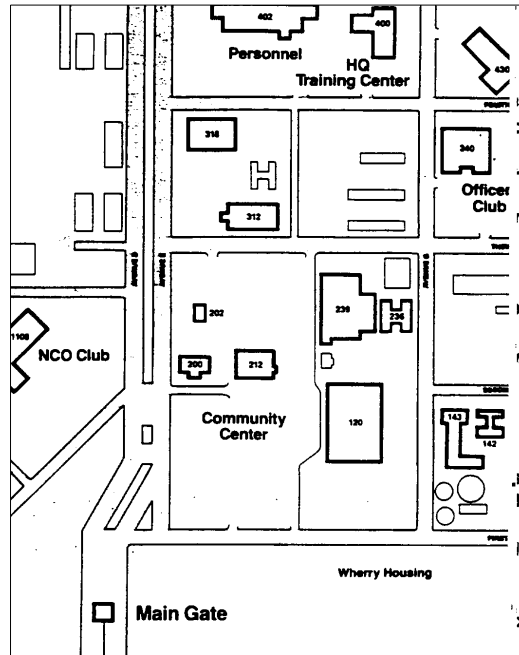 402
Personnel
400
HQ
Training Center
430
318
340
Officer
Club
312
202
239
236
1108
NCO Club
200
212
Community
Center
120
143
142
Wherry Housing
Main Gate